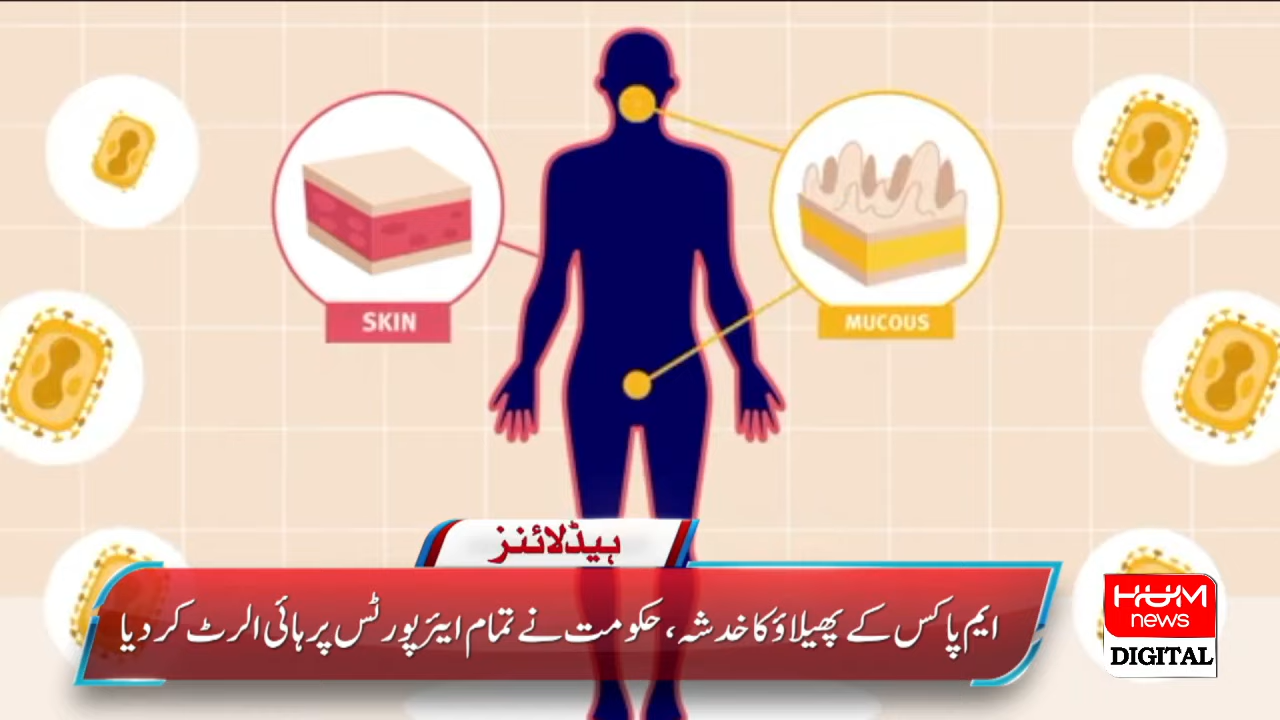 SKIN
MUCOUS
ہیڈلائنز
ایم پاکس کے پھیلاؤ کا خدشہ، حکومت نے تمام ایئرپورٹس پر ہائی الرٹ کر دیا
HUM
news
DIGITAL